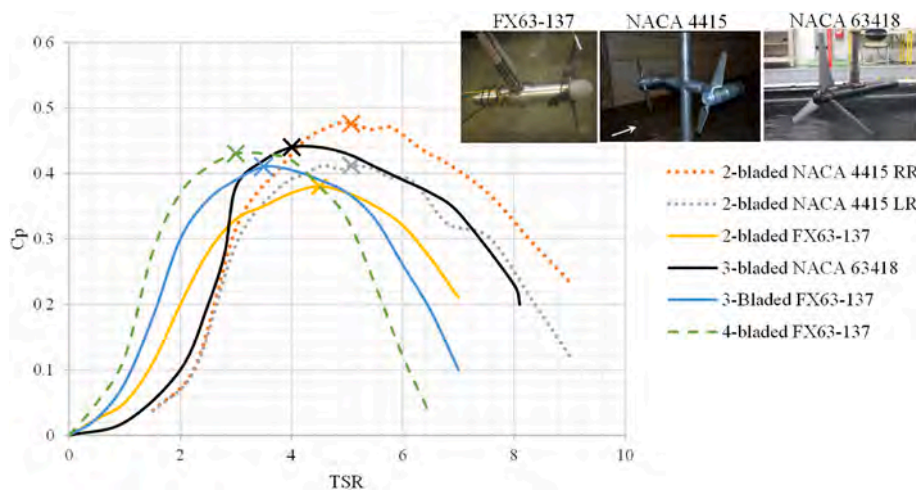 FX63-137 NACA 4415 NACA 63418
0.6
0.5
0.4
0.3
0.2
0.1
0
Cp
0 2 4 6 8 10
TSR
2-bladed NACA 4415 RR
2-bladed NACA 4415 LR
2-bladed FX63-137
3-bladed NACA 63418
3-Bladed FX63-137
4-bladed FX63-137